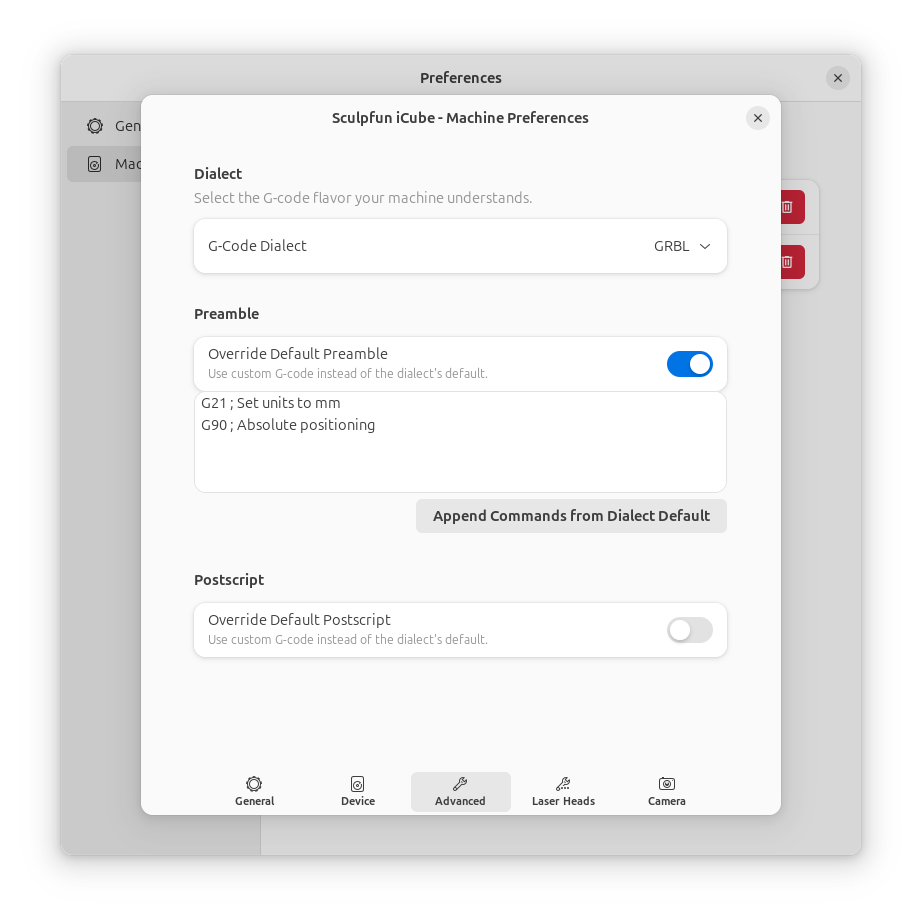 Preferences
Gen
Mac
Sculpfun iCube - Machine Preferences
Dialect
Select the G-code flavor your machine understands.
G-Code Dialect
GRBL
Preamble
Override Default Preamble
Use custom G-code instead of the dialect's default.
G21 ; Set units to mm
G90 ; Absolute positioning
Append Commands from Dialect Default
Postscript
Override Default Postscript
Use custom G-code instead of the dialect's default.
General
Device
Advanced
Laser Heads
Camera